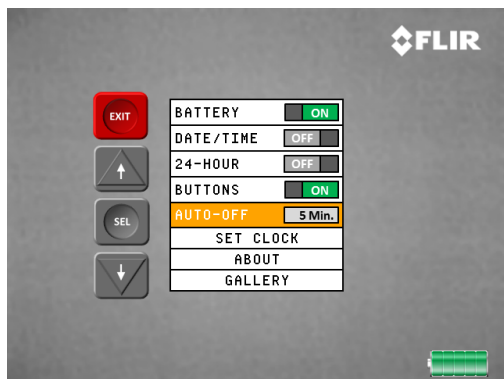 FLIR
EXIT
BATTERY ON
DATE/TIME OFF
24-HOUR OFF
BUTTONS ON
SEL
AUTO-OFF 5 Min.
SET CLOCK
ABOUT
GALLERY